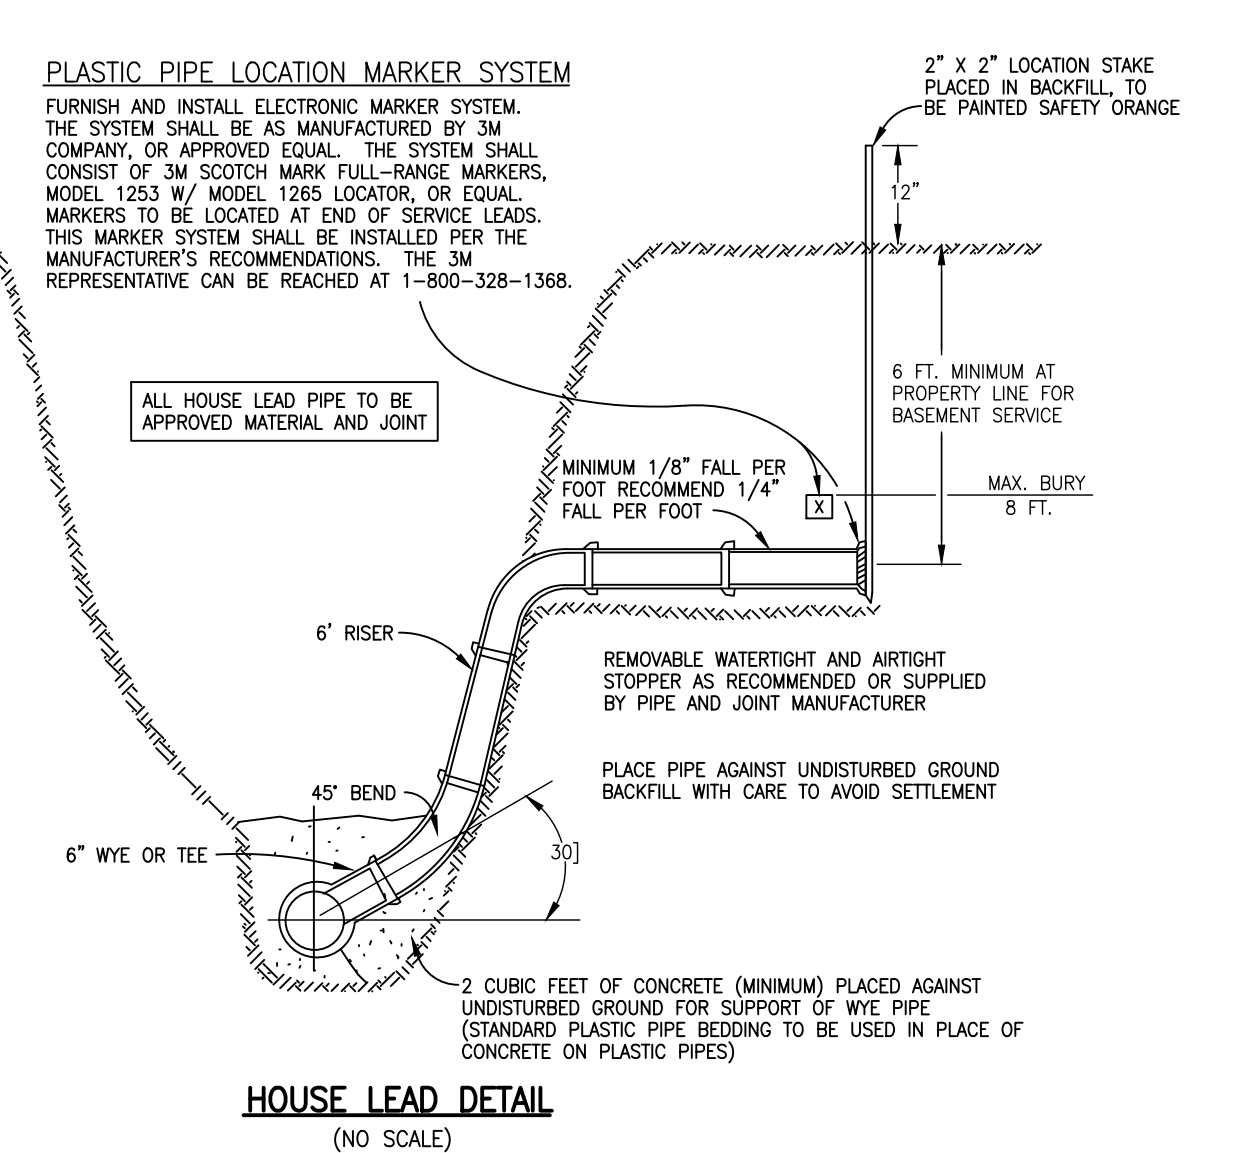 PLASTIC PIPE LOCATION MARKER SYSTEM
FURNISH AND INSTALL ELECTRONIC MARKER SYSTEM.
THE SYSTEM SHALL BE AS MANUFACTURED BY 3M
COMPANY, OR APPROVED EQUAL. THE SYSTEM SHALL
CONSIST OF 3M SCOTCH MARK FULL-RANGE MARKERS,
MODEL 1253 W/ MODEL 1265 LOCATOR, OR EQUAL.
MARKERS TO BE LOCATED AT END OF SERVICE LEADS.
THIS MARKER SYSTEM SHALL BE INSTALLED PER THE
MANUFACTURER'S RECOMMENDATIONS. THE 3M
REPRESENTATIVE CAN BE REACHED AT 1-800-328-1368.
2" X 2" LOCATION STAKE
PLACED IN BACKFILL, TO
BE PAINTED SAFETY ORANGE
12"
6 FT. MINIMUM AT
PROPERTY LINE FOR
BASEMENT SERVICE
ALL HOUSE LEAD PIPE TO BE
APPROVED MATERIAL AND JOINT
MINIMUM 1/8" FALL PER
FOOT RECOMMEND 1/4"
FALL PER FOOT
X
MAX. BURY
8 FT.
6' RISER
REMOVABLE WATERTIGHT AND AIRTIGHT
STOPPER AS RECOMMENDED OR SUPPLIED
BY PIPE AND JOINT MANUFACTURER
PLACE PIPE AGAINST UNDISTURBED GROUND
BACKFILL WITH CARE TO AVOID SETTLEMENT
45° BEND
6" WYE OR TEE
30]
2 CUBIC FEET OF CONCRETE (MINIMUM) PLACED AGAINST
UNDISTURBED GROUND FOR SUPPORT OF WYE PIPE
(STANDARD PLASTIC PIPE BEDDING TO BE USED IN PLACE OF
CONCRETE ON PLASTIC PIPES)
HOUSE LEAD DETAIL
(NO SCALE)